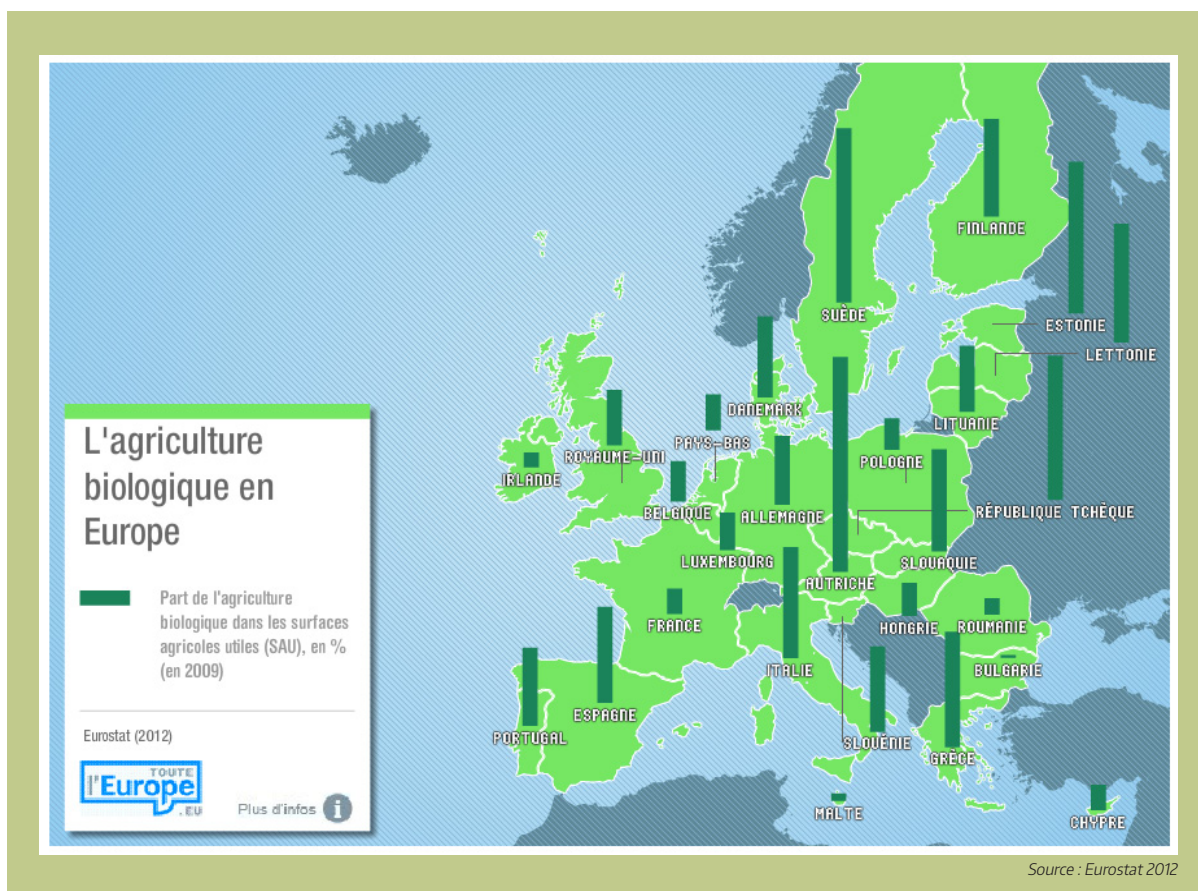 FINLANDE
SUÈDE
ESTONIE
LETTONIE
DANEMARK
LITUANIE
PAYS-BAS
ROYAUME-UNI
POLOGNE
IRLANDE
BELGIQUE
ALLEMAGNE
RÉPUBLIQUE TCHÈQUE
LUXEMBOURG
SLOVAQUIE
AUTRICHE
FRANCE
HONGRIE
ROUMANIE
ITALIE
BULGARIE
ESPAGNE
PORTUGAL
SLOVÉNIE
GRÈCE
MALTE
CHYPRE
L'agriculture
biologique en
Europe
Part de l'agriculture
biologique dans les surfaces
agricoles utiles (SAU), en %
(en 2009)
Eurostat (2012)
TOUTE
l'Europe
.EU
Plus d'infos i
Source : Eurostat 2012